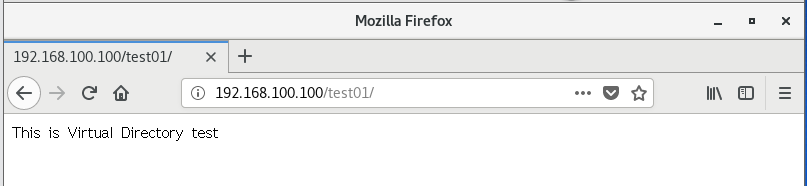 Mozilla Firefox
192.168.100.100/test01/
192.168.100.100/test01/
This is Virtual Directory test